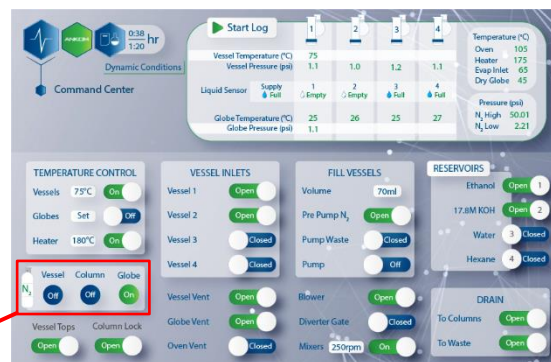 ANKOM
0:38
1:20 hr
Dynamic Conditions
Command Center
Start Log 1 2 3 4
Vessel Temperature (°C) 75
Vessel Pressure (psi) 1.1 1.0 1.2 1.1
Liquid Sensor Supply Full 1 Empty 2 Empty 3 Full 4 Full
Globe Temperature (°C) 25 26 25 27
Globe Pressure (psi) 1.1
Temperature (°C)
Oven 105
Heater 175
Evap Inlet 65
Dry Globe 45
Pressure (psi)
N₂ High 50.01
N₂ Low 2.21
TEMPERATURE CONTROL
Vessels 75°C On
Globes Set Off
Heater 180°C On
N₂
Vessel Column Globe
Off Off On
Vessel Tops Column Lock
Open Open
VESSEL INLETS
Vessel 1 Open
Vessel 2 Open
Vessel 3 Closed
Vessel 4 Closed
Vessel Vent Open
Globe Vent Open
Oven Vent Closed
FILL VESSELS
Volume 70ml
Pre Pump N₂ Open
Pump Waste Closed
Pump Off
Blower Open
Diverter Gate Closed
Mixers 250rpm On
RESERVOIRS
Ethanol Open 1
17.8M KOH Open 2
Water 3 Closed
Hexane 4 Closed
DRAIN
To Columns Open
To Waste Open